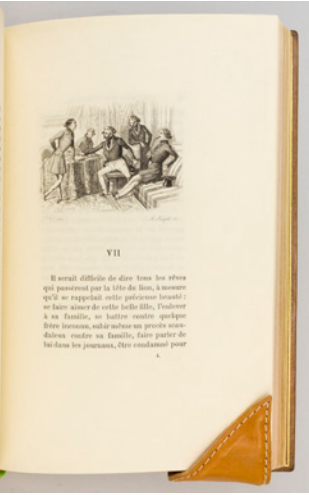 VII
Il serait difficile de dire tous les rêves
qui passèrent par la tête du lion, à mesure
qu'il se rappelait cette précieuse beauté :
se faire aimer de cette belle fille, l'enlever
à sa famille, se battre contre quelque
frère inconnu, subir même un procès scan-
daleux contre sa famille, faire parler de
lui dans les journaux, être condamné pour